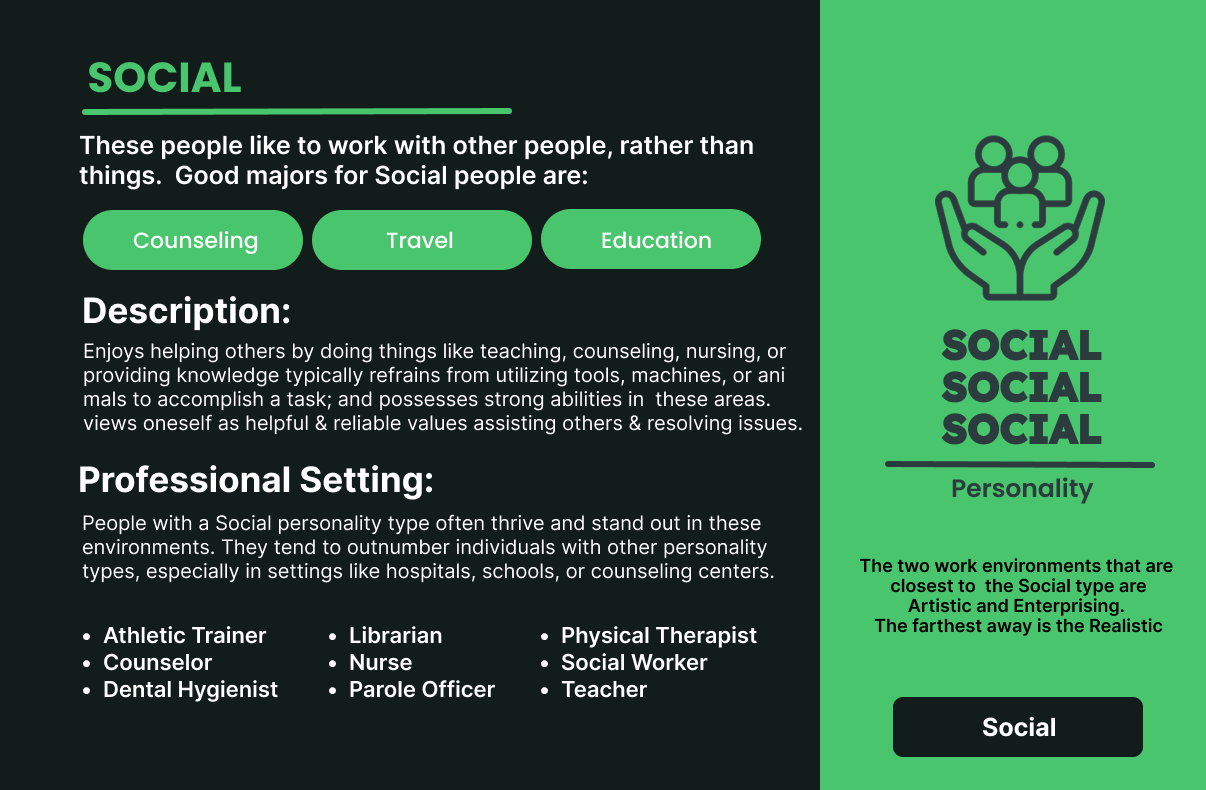 SOCIAL
These people like to work with other people, rather than
things.  Good majors for Social people are:
Counseling
Travel
Education
Description:
Enjoys helping others by doing things like teaching, counseling, nursing, or
providing knowledge typically refrains from utilizing tools, machines, or ani
mals to accomplish a task; and possesses strong abilities in  these areas.
views oneself as helpful & reliable values assisting others & resolving issues.
Professional Setting:
People with a Social personality type often thrive and stand out in these
environments. They tend to outnumber individuals with other personality
types, especially in settings like hospitals, schools, or counseling centers.
• Athletic Trainer
• Counselor
• Dental Hygienist
• Librarian
• Nurse
• Parole Officer
• Physical Therapist
• Social Worker
• Teacher
SOCIAL
SOCIAL
SOCIAL
Personality
The two work environments that are
closest to  the Social type are
Artistic and Enterprising.
The farthest away is the Realistic
Social